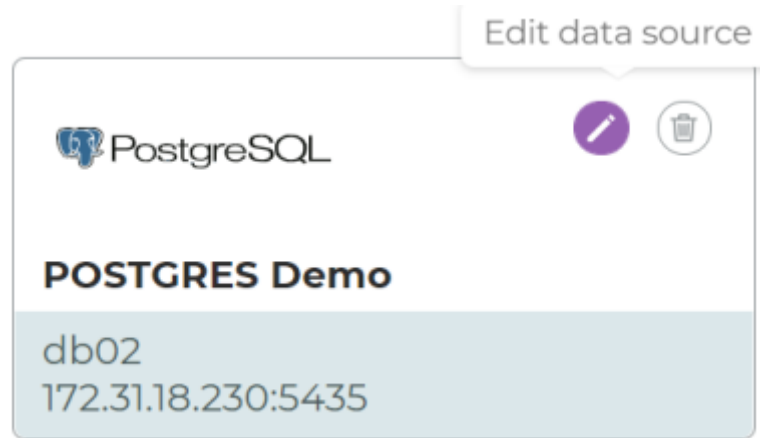 Edit data source
PostgreSQL
POSTGRES Demo
db02
172.31.18.230:5435